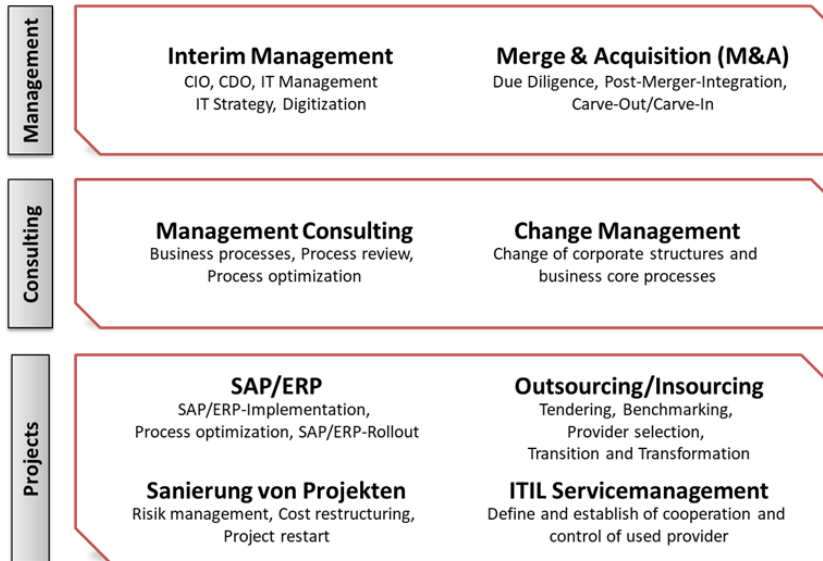 Management
Interim Management
CIO, CDO, IT Management
IT Strategy, Digitization
Merge & Acquisition (M&A)
Due Diligence, Post-Merger-Integration,
Carve-Out/Carve-In
Consulting
Management Consulting
Business processes, Process review,
Process optimization
Change Management
Change of corporate structures and
business core processes
Projects
SAP/ERP
SAP/ERP-Implementation,
Process optimization, SAP/ERP-Rollout
Outsourcing/Insourcing
Tendering, Benchmarking,
Provider selection,
Transition and Transformation
Sanierung von Projekten
Risk management, Cost restructuring,
Project restart
ITIL Servicemanagement
Define and establish of cooperation and
control of used provider